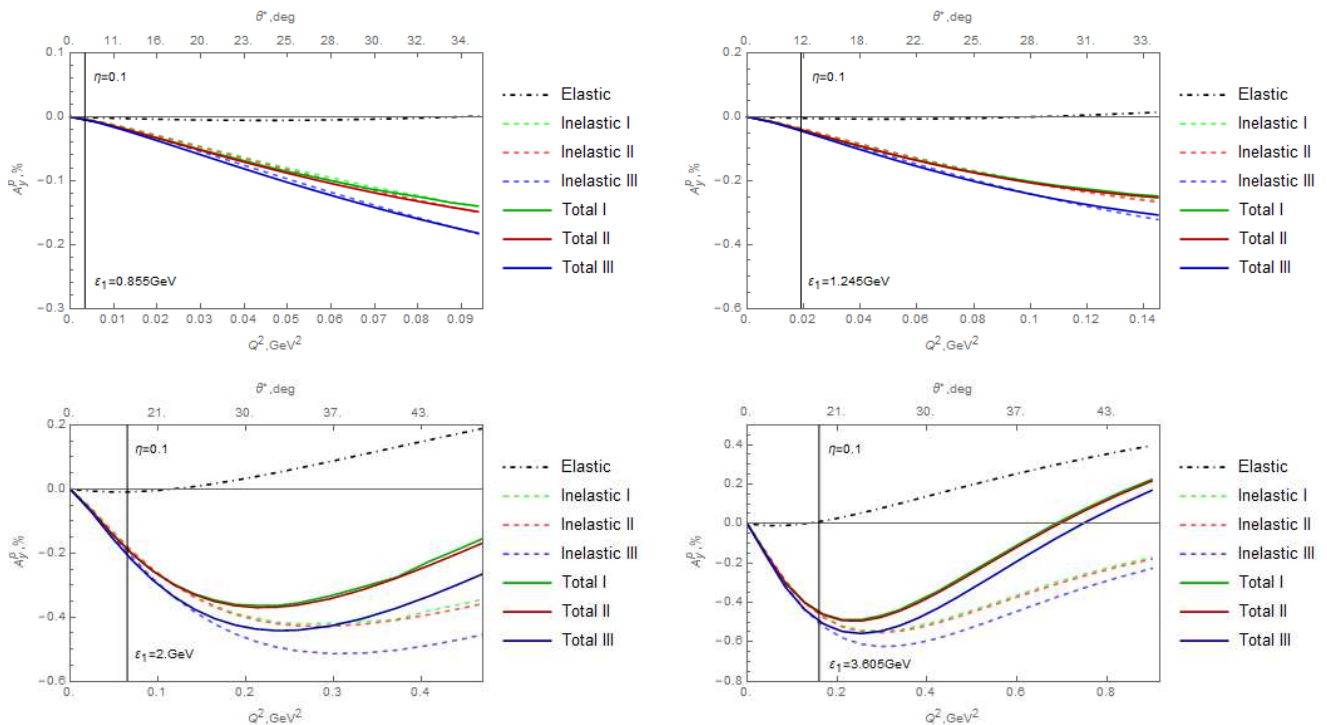 θ*,deg
0. 11. 16. 20. 23. 25. 28. 30. 32. 34.
0.1
0.0
−0.1
−0.2
−0.3
A_y^p,%
η=0.1
ε₁=0.855GeV
0. 0.01 0.02 0.03 0.04 0.05 0.06 0.07 0.08 0.09
Q²,GeV²
Elastic
Inelastic I
Inelastic II
Inelastic III
Total I
Total II
Total III
θ*,deg
0. 12. 18. 22. 25. 28. 31. 33.
0.2
0.0
−0.2
−0.4
−0.6
A_y^p,%
η=0.1
ε₁=1.245GeV
0. 0.02 0.04 0.06 0.08 0.1 0.12 0.14
Q²,GeV²
Elastic
Inelastic I
Inelastic II
Inelastic III
Total I
Total II
Total III
θ*,deg
0. 21. 30. 37. 43.
0.2
0.0
−0.2
−0.4
−0.6
A_y^p,%
η=0.1
ε₁=2.GeV
0. 0.1 0.2 0.3 0.4
Q²,GeV²
Elastic
Inelastic I
Inelastic II
Inelastic III
Total I
Total II
Total III
θ*,deg
0. 21. 30. 37. 43.
0.4
0.2
0.0
−0.2
−0.4
−0.6
−0.8
A_y^p,%
η=0.1
ε₁=3.605GeV
0. 0.2 0.4 0.6 0.8
Q²,GeV²
Elastic
Inelastic I
Inelastic II
Inelastic III
Total I
Total II
Total III